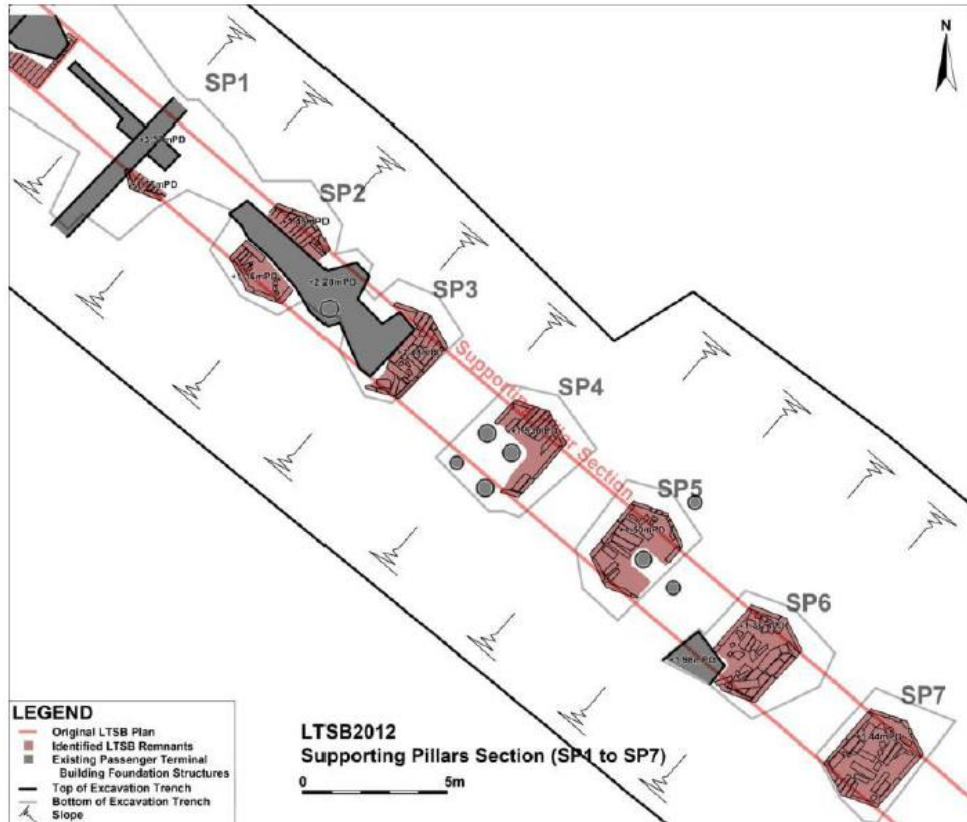 N
SP1
SP2
SP3
Supporting Pillar Section
SP4
SP5
SP6
SP7
+2.20mPD
LEGEND
Original LTSB Plan
Identified LTSB Remnants
Existing Passenger Terminal
Building Foundation Structures
Top of Excavation Trench
Bottom of Excavation Trench
Slope
LTSB2012
Supporting Pillars Section (SP1 to SP7)
0 5m